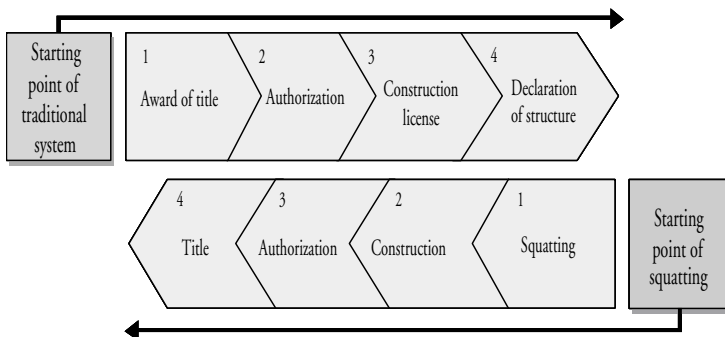 Starting
point of
traditional
system
1
Award of title
2
Authorization
3
Construction
license
4
Declaration
of structure
4
Title
3
Authorization
2
Construction
1
Squatting
Starting
point of
squatting